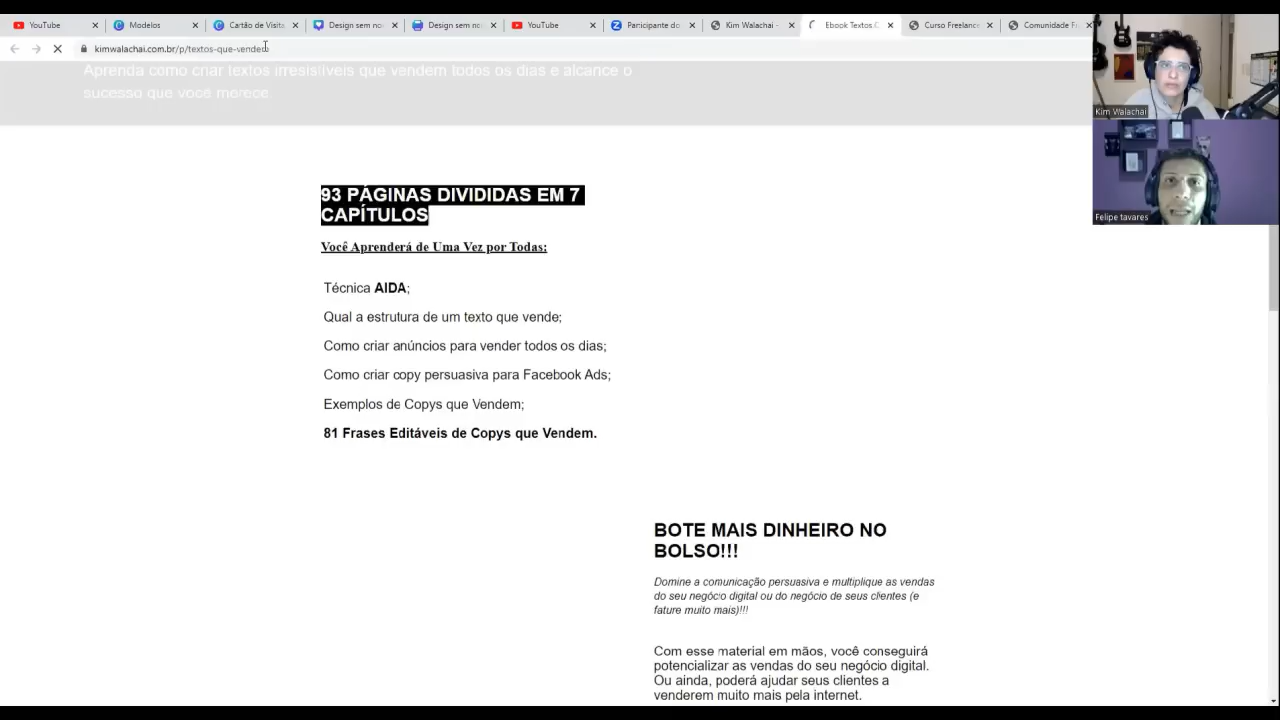 YouTube
Modelos
Cartão de Visita
Design sem no
Design sem no
YouTube
Panicipante do
Kim Walachai -
Ebook Textos
Curso Freelanc
Comunidade F
kimwalachai.com.br/p/textos-que-vendem
Aprenda como criar textos irresistíveis que vendem todos os dias e alcance o
sucesso que você merece.
Kim Walachai
Felipe tavares
93 PÁGINAS DIVIDIDAS EM 7
CAPÍTULOS
Você Aprenderá de Uma Vez por Todas:
Técnica AIDA;
Qual a estrutura de um texto que vende;
Como criar anúncios para vender todos os dias;
Como criar copy persuasiva para Facebook Ads;
Exemplos de Copys que Vendem;
81 Frases Editáveis de Copys que Vendem.
BOTE MAIS DINHEIRO NO
BOLSO!!!
Domine a comunicação persuasiva e multiplique as vendas
do seu negócio digital ou do negócio de seus clientes (e
fature muito mais)!!!
Com esse material em mãos, você conseguirá
potencializar as vendas do seu negócio digital.
Ou ainda, poderá ajudar seus clientes a
venderem muito mais pela internet.